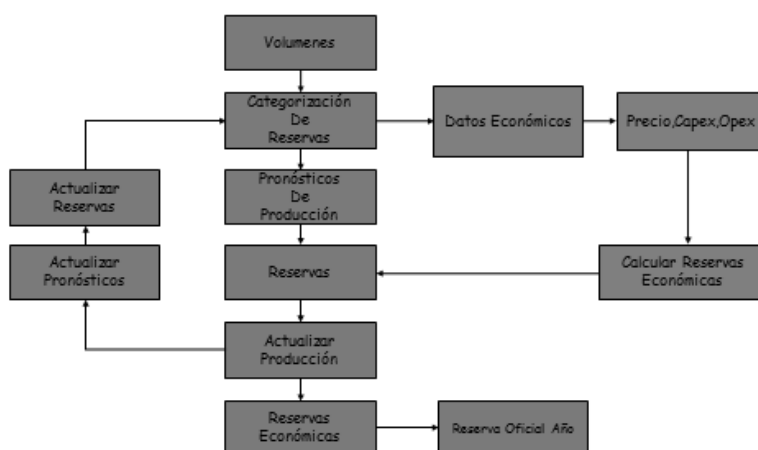 Volumenes
Categorización
De
Reservas
Datos Económicos
Precio,Capex,Opex
Actualizar
Reservas
Pronósticos
De
Producción
Actualizar
Pronósticos
Reservas
Calcular Reservas
Económicas
Actualizar
Producción
Reservas
Económicas
Reserva Oficial Año